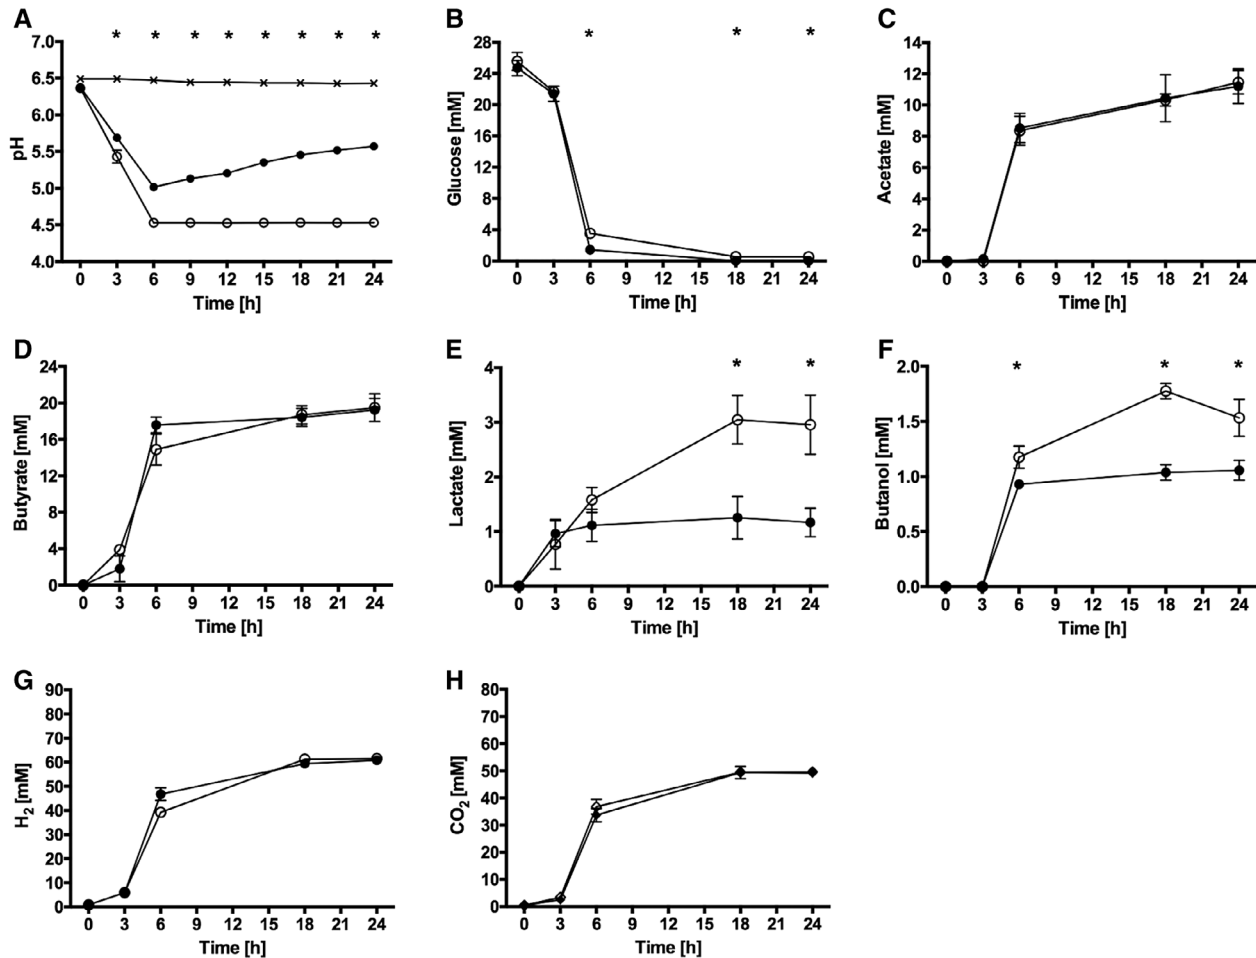 A
* * * * * * * *
7.0
6.5
6.0
5.5
5.0
4.5
4.0
pH
0 3 6 9 12 15 18 21 24
Time [h]
B
* * *
28
24
20
16
12
8
4
0
Glucose [mM]
0 3 6 9 12 15 18 21 24
Time [h]
C
14
12
10
8
6
4
2
0
Acetate [mM]
0 3 6 9 12 15 18 21 24
Time [h]
D
24
20
16
12
8
4
0
Butyrate [mM]
0 3 6 9 12 15 18 21 24
Time [h]
E
* *
4
3
2
1
0
Lactate [mM]
0 3 6 9 12 15 18 21 24
Time [h]
F
* * *
2.0
1.5
1.0
0.5
0.0
Butanol [mM]
0 3 6 9 12 15 18 21 24
Time [h]
G
90
80
70
60
50
40
30
20
10
0
H2 [mM]
0 3 6 9 12 15 18 21 24
Time [h]
H
80
70
60
50
40
30
20
10
0
CO2 [mM]
0 3 6 9 12 15 18 21 24
Time [h]